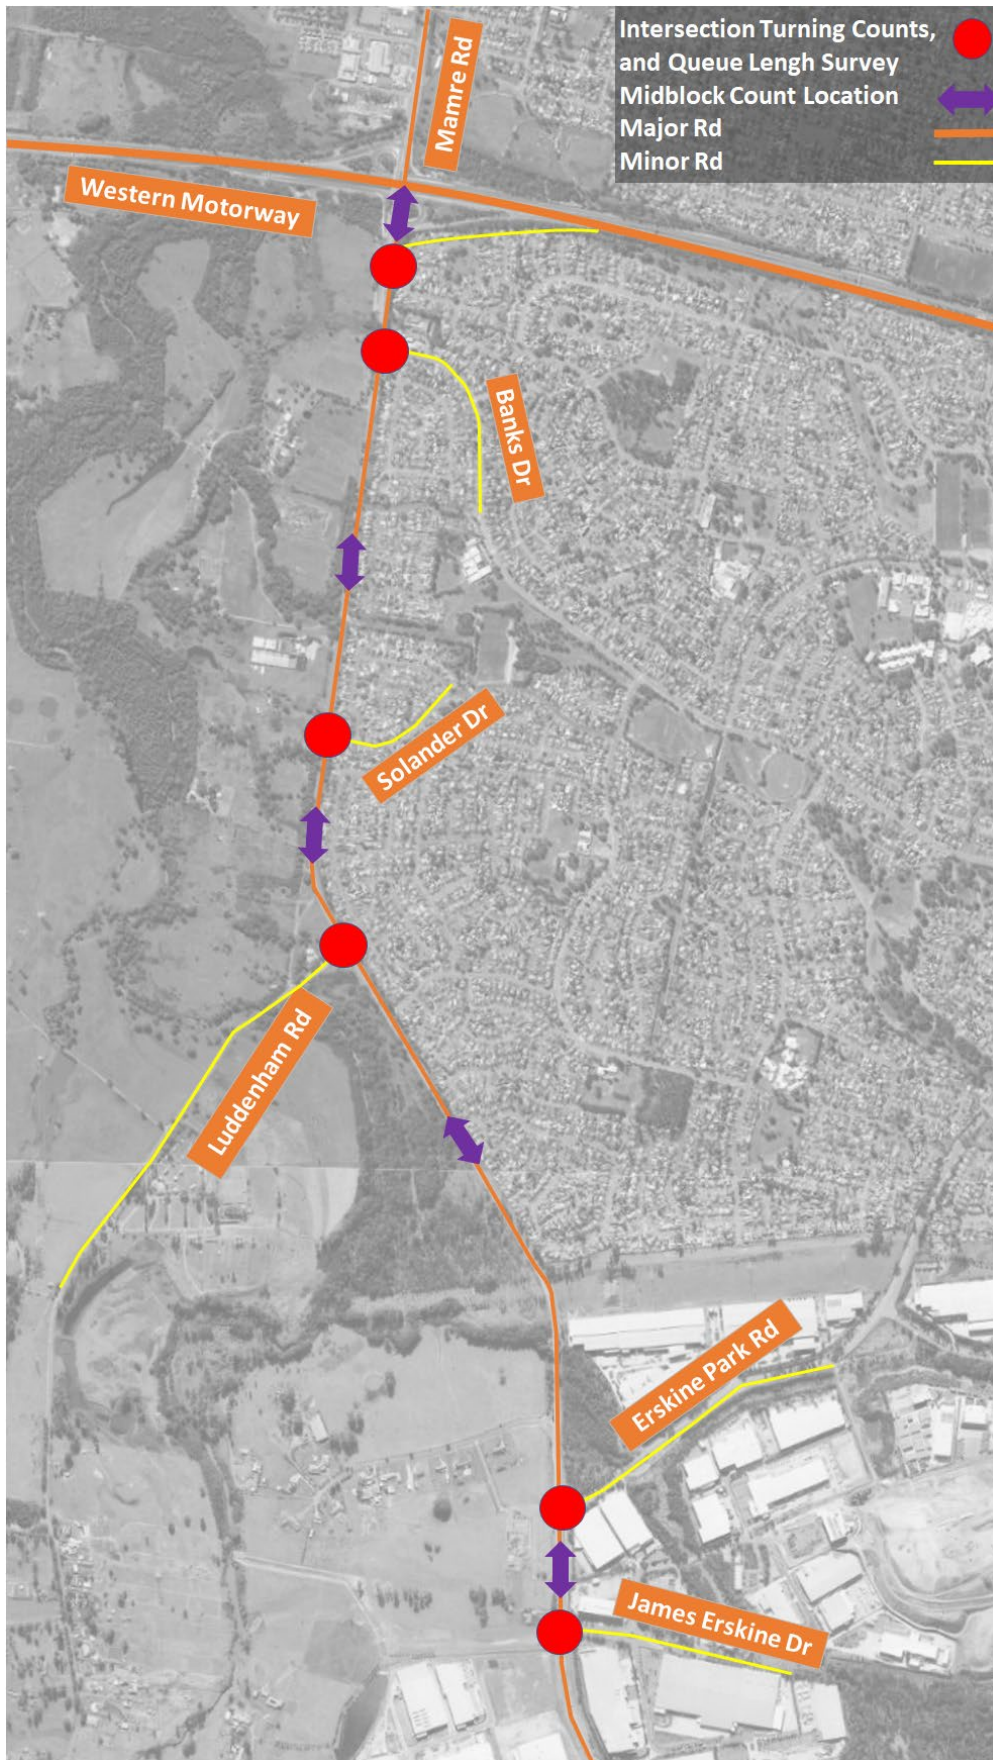 Intersection Turning Counts,
and Queue Lengh Survey
Midblock Count Location
Major Rd
Minor Rd
Mamre Rd
Western Motorway
Banks Dr
Solander Dr
Luddenham Rd
Erskine Park Rd
James Erskine Dr